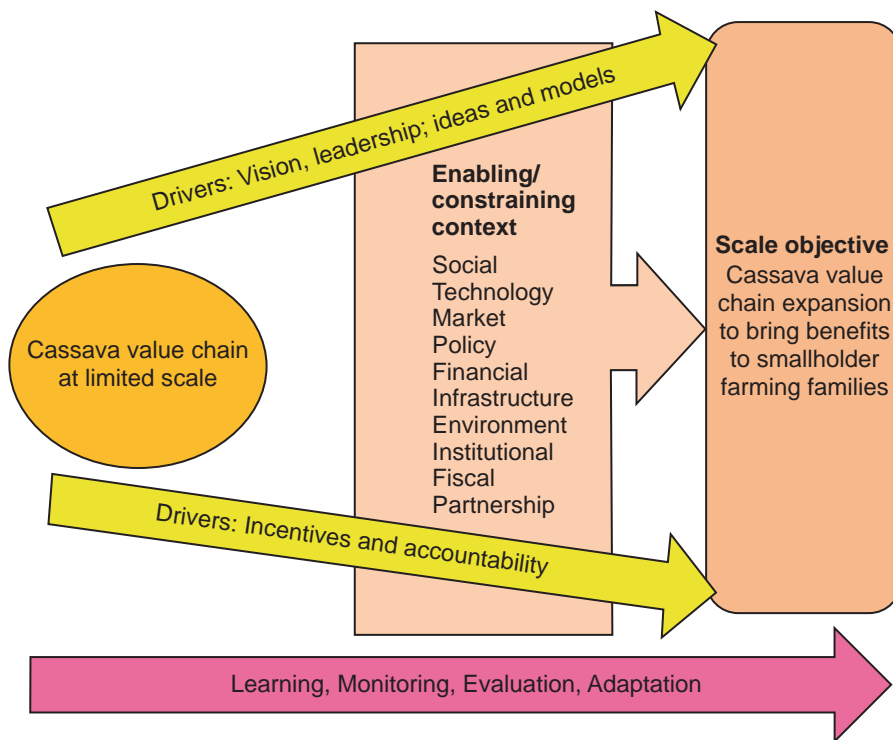 Drivers: Vision, leadership; ideas and models
Enabling/
constraining
context
Social
Technology
Market
Policy
Financial
Infrastructure
Environment
Institutional
Fiscal
Partnership
Cassava value chain
at limited scale
Scale objective
Cassava value
chain expansion
to bring benefits
to smallholder
farming families
Drivers: Incentives and accountability
Learning, Monitoring, Evaluation, Adaptation